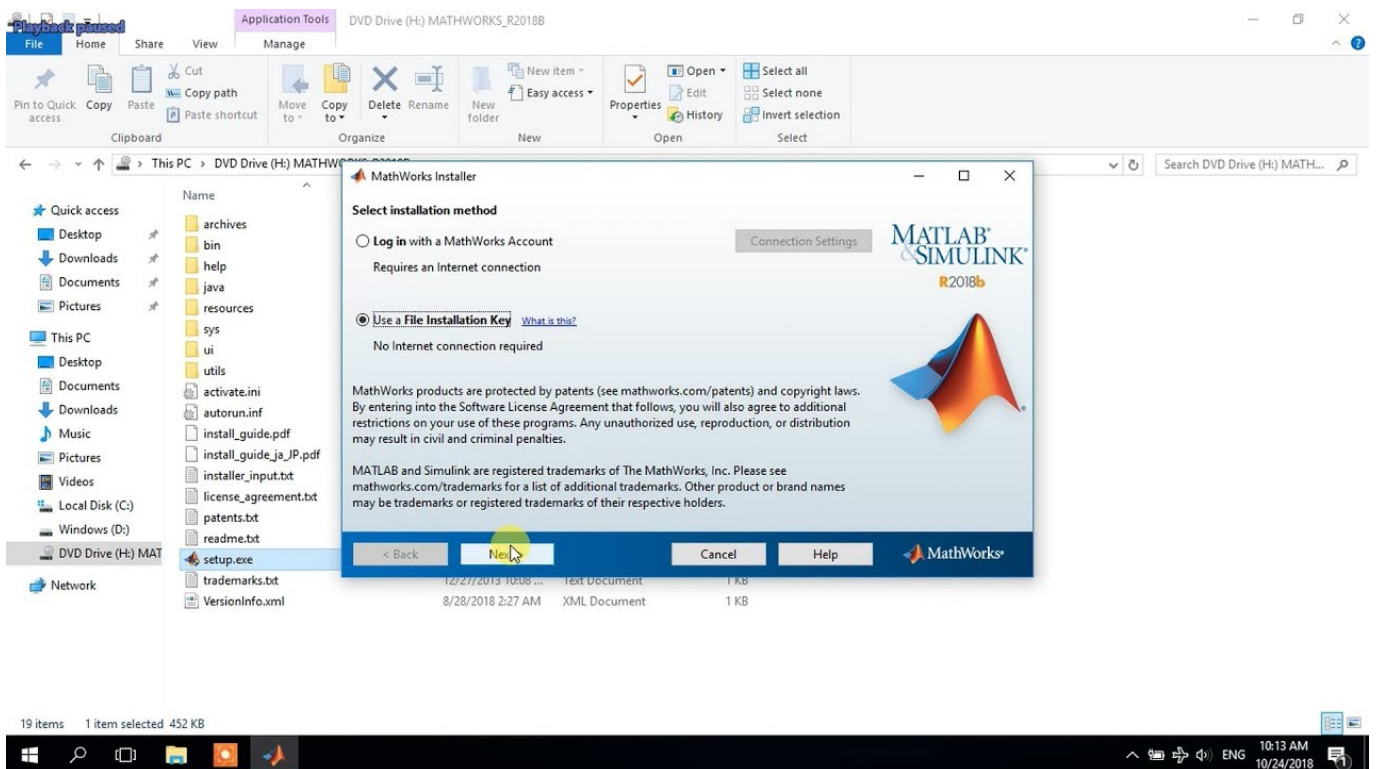 Playback paused
Application Tools
DVD Drive (H:) MATHWORKS_R2018B
File Home Share View Manage
Pin to Quick access
Copy
Paste
Cut
Copy path
Paste shortcut
Clipboard
Move to
Copy to
Delete
Rename
Organize
New folder
New item
Easy access
New
Properties
Open
Edit
History
Open
Select all
Select none
Invert selection
Select
This PC > DVD Drive (H:) MATHWORKS_R2018B
Search DVD Drive (H:) MATH...
Quick access
Desktop
Downloads
Documents
Pictures
This PC
Desktop
Documents
Downloads
Music
Pictures
Videos
Local Disk (C:)
Windows (D:)
DVD Drive (H:) MAT
Network
Name
archives
bin
help
java
resources
sys
ui
utils
activate.ini
autorun.inf
install_guide.pdf
install_guide_ja_JP.pdf
installer_input.txt
license_agreement.txt
patents.txt
readme.txt
setup.exe
trademarks.txt 12/27/2013 10:08 ... Text Document 1 KB
VersionInfo.xml 8/28/2018 2:27 AM XML Document 1 KB
MathWorks Installer
Select installation method
Log in with a MathWorks Account
Connection Settings
Requires an Internet connection
Use a File Installation Key What is this?
No Internet connection required
MathWorks products are protected by patents (see mathworks.com/patents) and copyright laws.
By entering into the Software License Agreement that follows, you will also agree to additional
restrictions on your use of these programs. Any unauthorized use, reproduction, or distribution
may result in civil and criminal penalties.
MATLAB and Simulink are registered trademarks of The MathWorks, Inc. Please see
mathworks.com/trademarks for a list of additional trademarks. Other product or brand names
may be trademarks or registered trademarks of their respective holders.
MATLAB®
&SIMULINK®
R2018b
< Back
Next
Cancel
Help
MathWorks®
19 items 1 item selected 452 KB
ENG
10:13 AM
10/24/2018